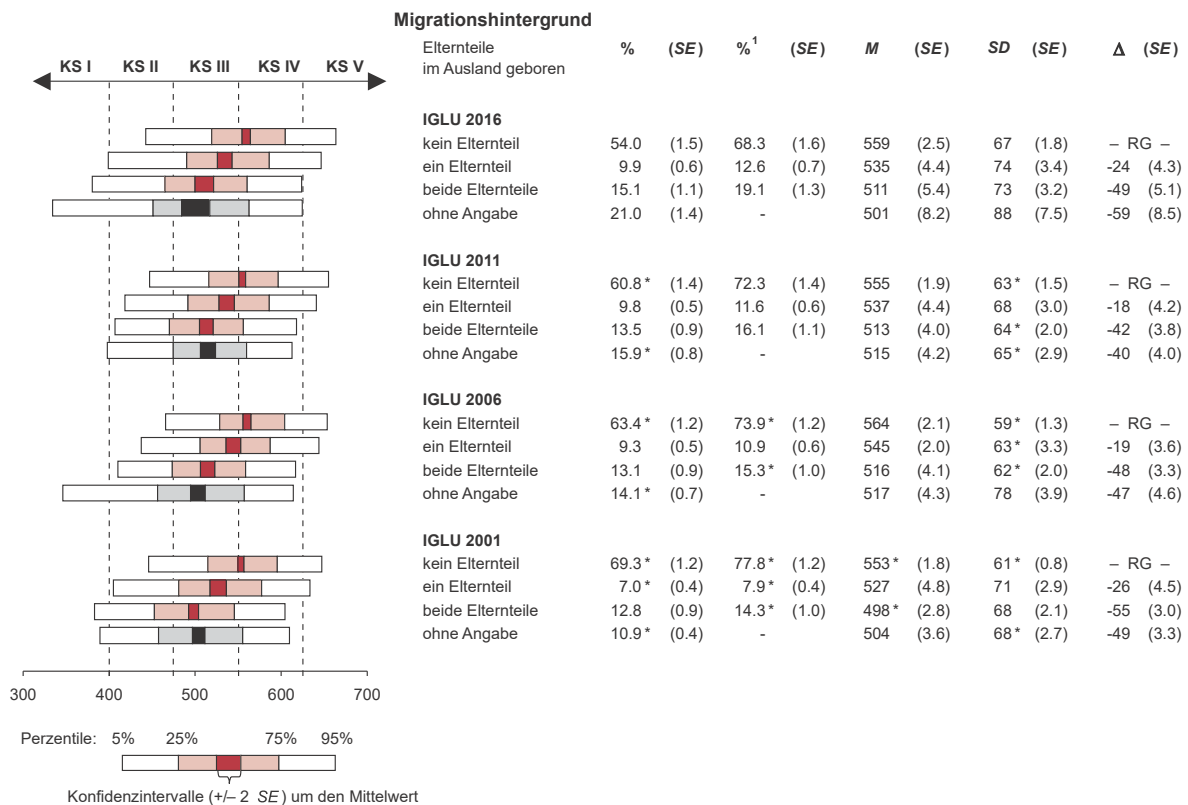 Migrationshintergrund
Elternteile im Ausland geboren % (SE) %¹ (SE) M (SE) SD (SE) Δ (SE)
KS I KS II KS III KS IV KS V
IGLU 2016
kein Elternteil 54.0 (1.5) 68.3 (1.6) 559 (2.5) 67 (1.8) – RG –
ein Elternteil 9.9 (0.6) 12.6 (0.7) 535 (4.4) 74 (3.4) -24 (4.3)
beide Elternteile 15.1 (1.1) 19.1 (1.3) 511 (5.4) 73 (3.2) -49 (5.1)
ohne Angabe 21.0 (1.4) - 501 (8.2) 88 (7.5) -59 (8.5)
IGLU 2011
kein Elternteil 60.8 * (1.4) 72.3 (1.4) 555 (1.9) 63 * (1.5) – RG –
ein Elternteil 9.8 (0.5) 11.6 (0.6) 537 (4.4) 68 (3.0) -18 (4.2)
beide Elternteile 13.5 (0.9) 16.1 (1.1) 513 (4.0) 64 * (2.0) -42 (3.8)
ohne Angabe 15.9 * (0.8) - 515 (4.2) 65 * (2.9) -40 (4.0)
IGLU 2006
kein Elternteil 63.4 * (1.2) 73.9 * (1.2) 564 (2.1) 59 * (1.3) – RG –
ein Elternteil 9.3 (0.5) 10.9 (0.6) 545 (2.0) 63 * (3.3) -19 (3.6)
beide Elternteile 13.1 (0.9) 15.3 * (1.0) 516 (4.1) 62 * (2.0) -48 (3.3)
ohne Angabe 14.1 * (0.7) - 517 (4.3) 78 (3.9) -47 (4.6)
IGLU 2001
kein Elternteil 69.3 * (1.2) 77.8 * (1.2) 553 * (1.8) 61 * (0.8) – RG –
ein Elternteil 7.0 * (0.4) 7.9 * (0.4) 527 (4.8) 71 (2.9) -26 (4.5)
beide Elternteile 12.8 (0.9) 14.3 * (1.0) 498 * (2.8) 68 (2.1) -55 (3.0)
ohne Angabe 10.9 * (0.4) - 504 (3.6) 68 * (2.7) -49 (3.3)
300 400 500 600 700
Perzentile: 5% 25% 75% 95%
Konfidenzintervalle (+/– 2 SE) um den Mittelwert